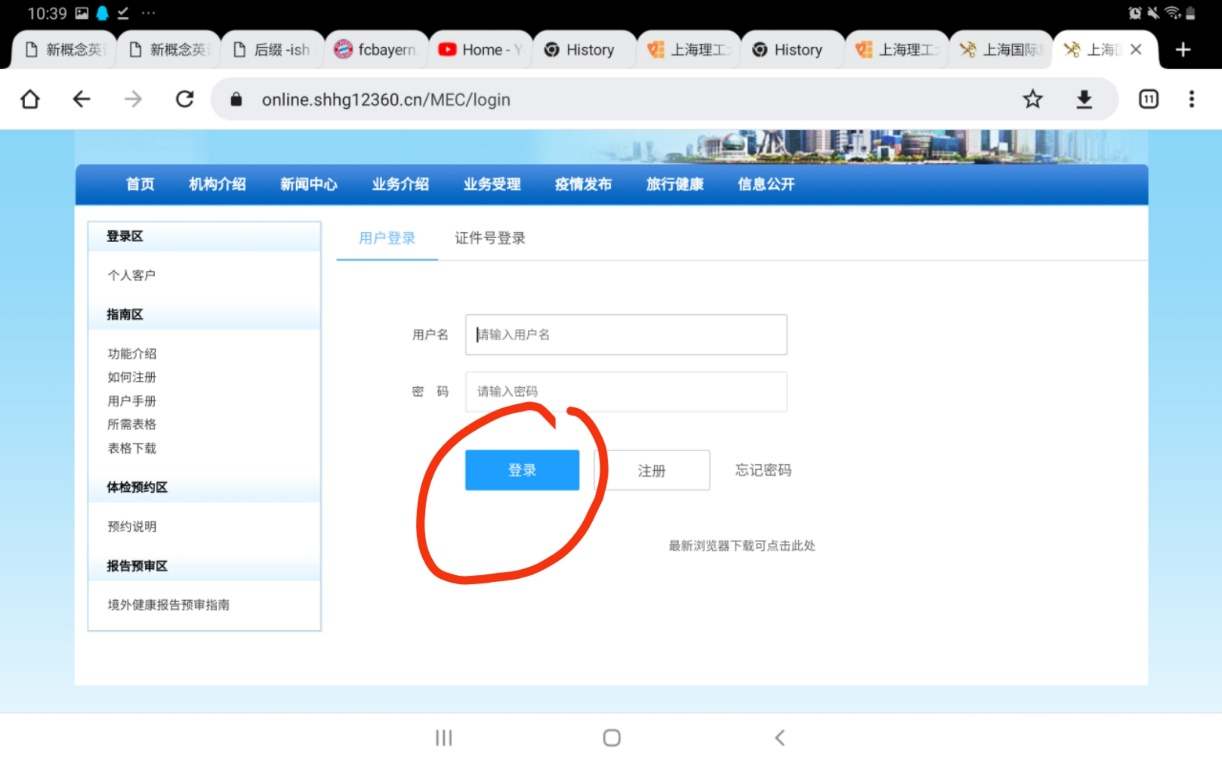 10:39
新概念英
新概念英
后缀 -ish
fcbayern
Home - Y
History
上海理工
History
上海理工
上海国际
上海
online.shhg12360.cn/MEC/login
11
首页 机构介绍 新闻中心 业务介绍 业务受理 疫情发布 旅行健康 信息公开
登录区
个人客户
指南区
功能介绍
如何注册
用户手册
所需表格
表格下载
体检预约区
预约说明
报告预审区
境外健康报告预审指南
用户登录 证件号登录
用户名 请输入用户名
密 码 请输入密码
登录 注册 忘记密码
最新浏览器下载可点击此处